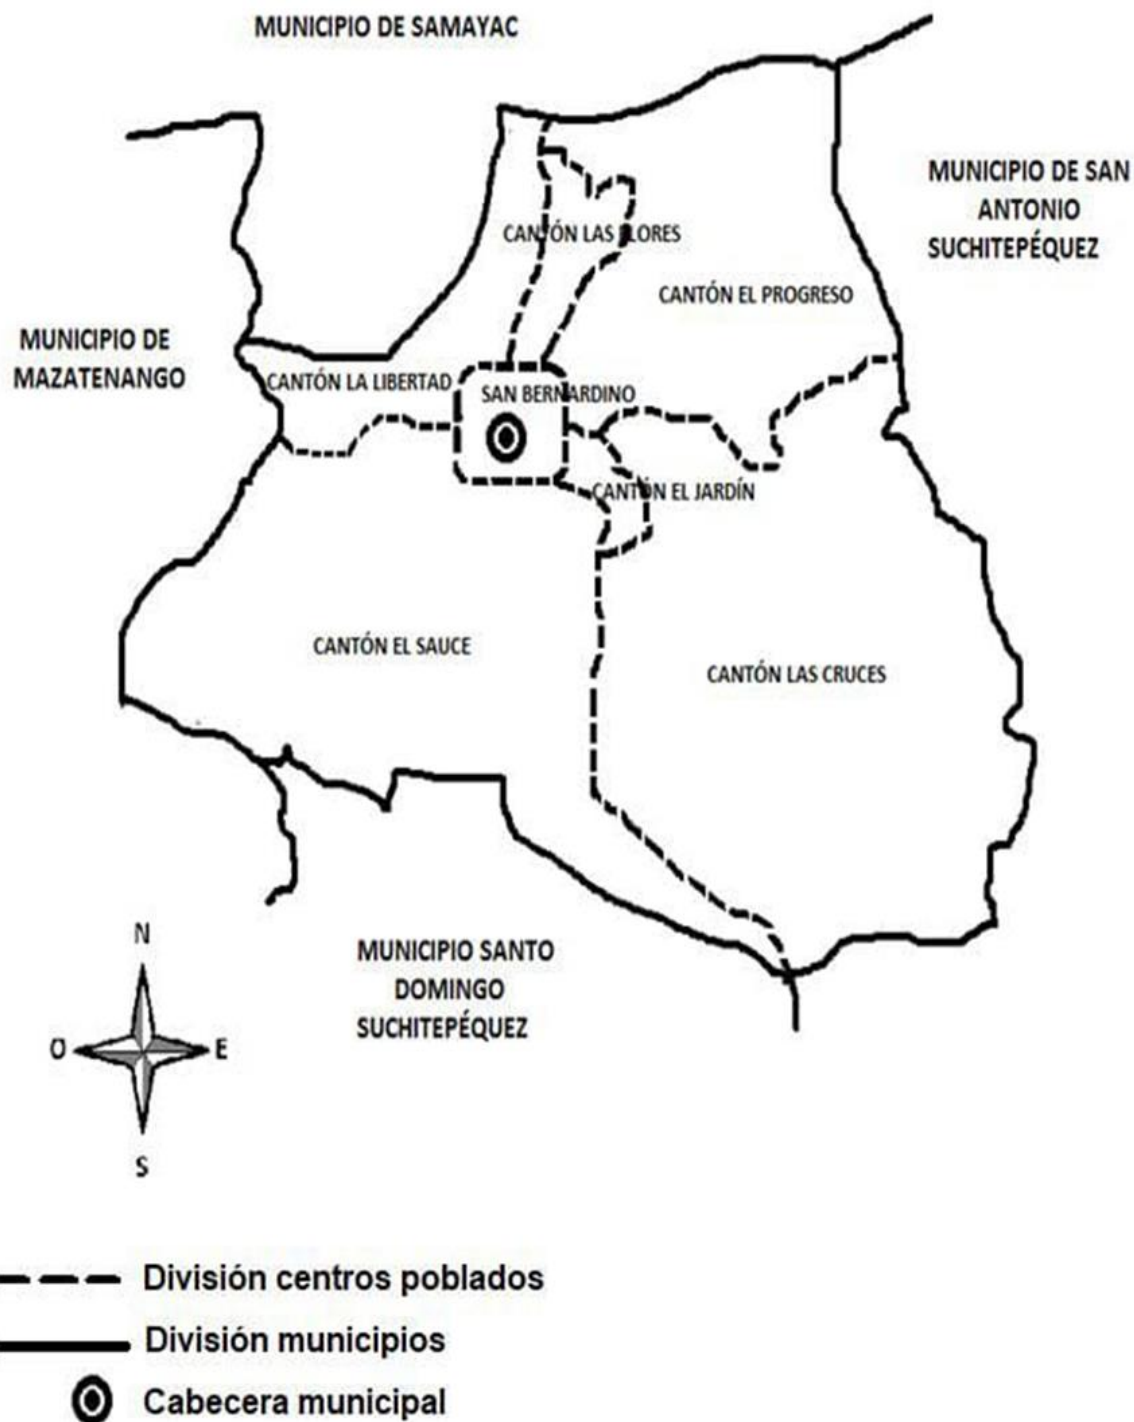 MUNICIPIO DE SAMAYAC
MUNICIPIO DE SAN
ANTONIO
SUCHITEPÉQUEZ
CANTÓN LAS FLORES
CANTÓN EL PROGRESO
MUNICIPIO DE
MAZATENANGO
CANTÓN LA LIBERTAD
SAN BERNARDINO
CANTÓN EL JARDÍN
CANTÓN EL SAUCE
CANTÓN LAS CRUCES
MUNICIPIO SANTO
DOMINGO
SUCHITEPÉQUEZ
N
O
E
S
División centros poblados
División municipios
Cabecera municipal